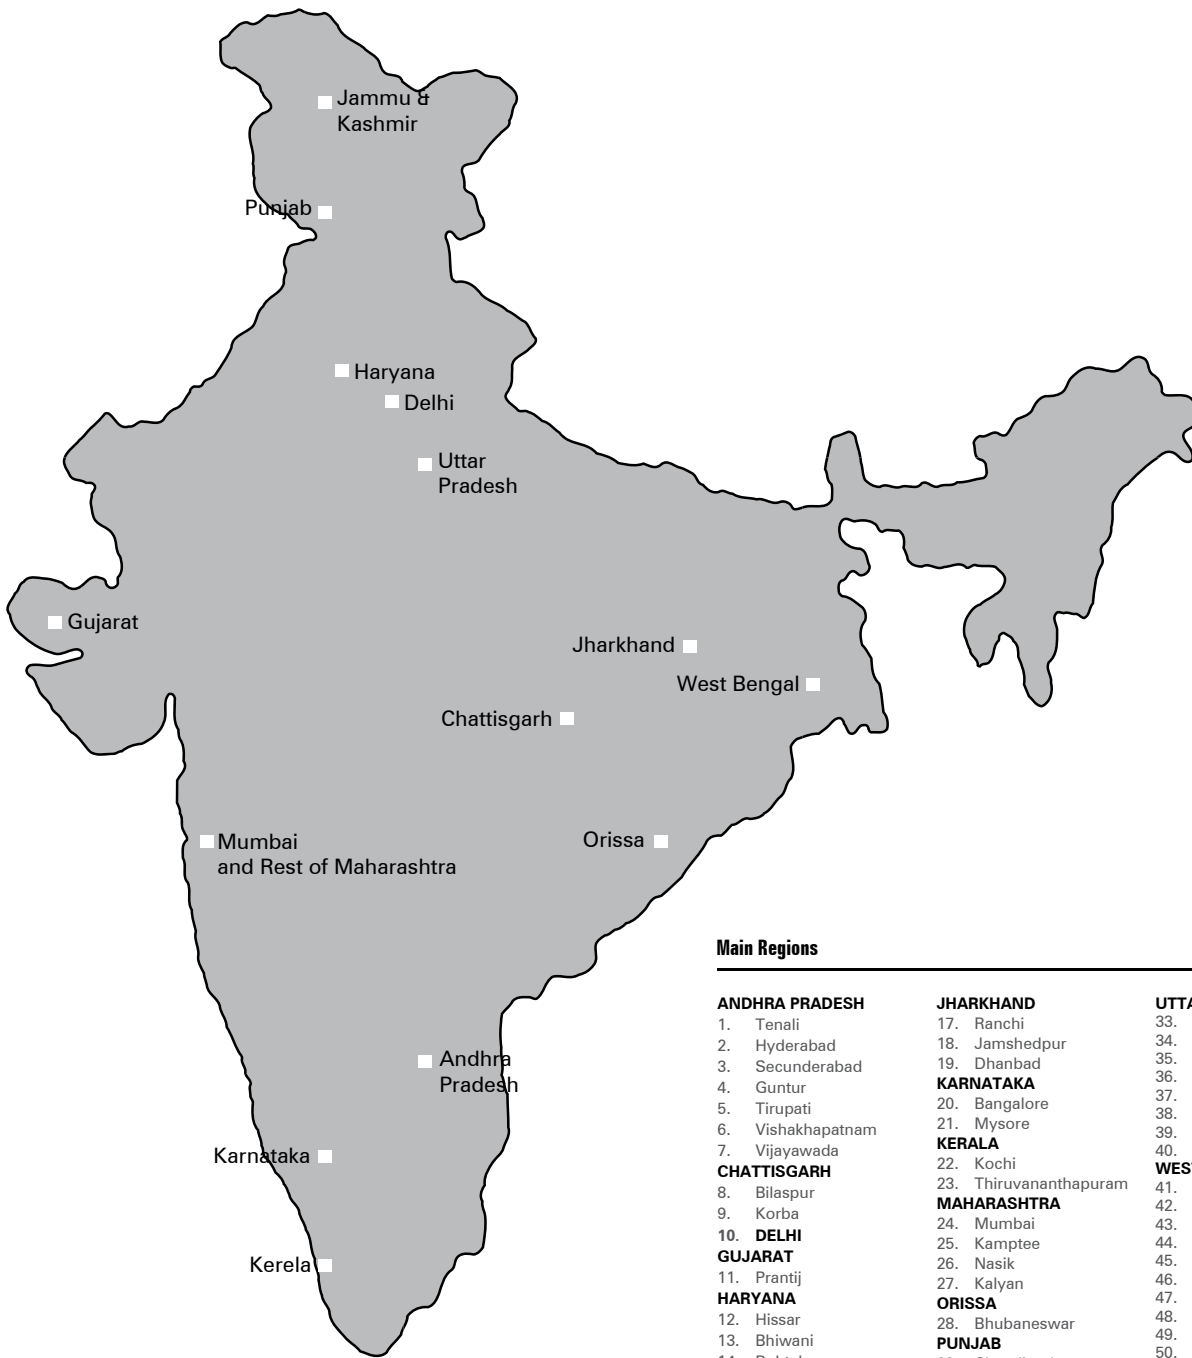 Jammu &
Kashmir
Punjab
Haryana
Delhi
Uttar
Pradesh
Gujarat
Jharkhand
West Bengal
Chattisgarh
Mumbai
and Rest of Maharashtra
Orissa
Andhra
Pradesh
Karnataka
Kerela
Main Regions
ANDHRA PRADESH
1. Tenali
2. Hyderabad
3. Secunderabad
4. Guntur
5. Tirupati
6. Vishakhapatnam
7. Vijayawada
CHATTISGARH
8. Bilaspur
9. Korba
10. DELHI
GUJARAT
11. Prantij
HARYANA
12. Hissar
13. Bhiwani
JHARKHAND
17. Ranchi
18. Jamshedpur
19. Dhanbad
KARNATAKA
20. Bangalore
21. Mysore
KERALA
22. Kochi
23. Thiruvananthapuram
MAHARASHTRA
24. Mumbai
25. Kamptee
26. Nasik
27. Kalyan
ORISSA
28. Bhubaneswar
PUNJAB
33.
34.
35.
36.
37.
38.
39.
40.
41.
42.
43.
44.
45.
46.
47.
48.
49.
50.